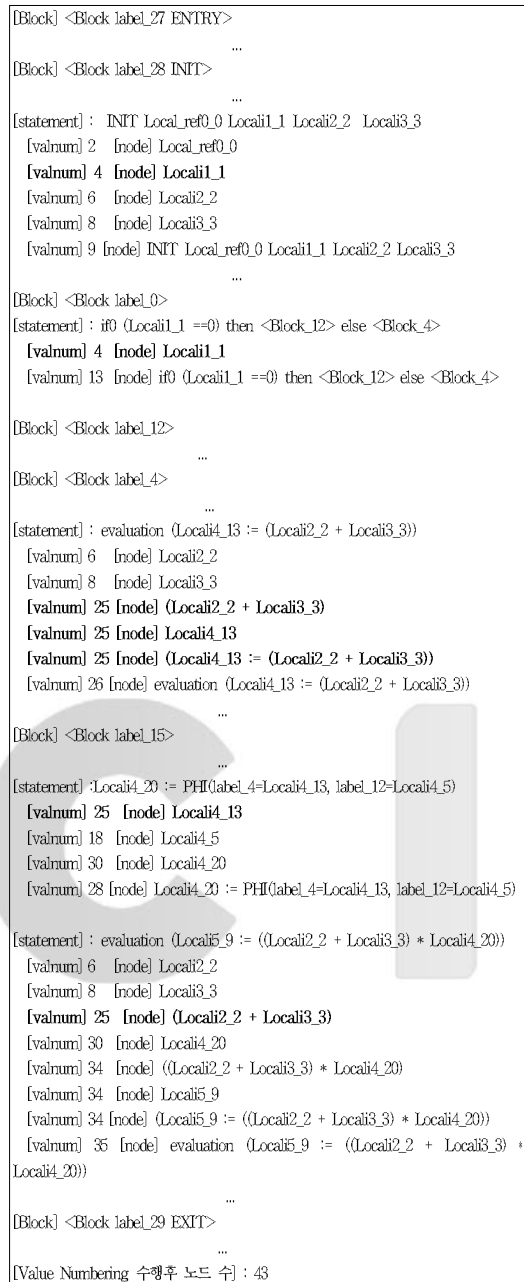 [Block] <Block label_27 ENTRY>
...
[Block] <Block label_28 INIT>
...
[statement] : INIT Local_ref0_0 Locali1_1 Locali2_2 Locali3_3
[valnum] 2 [node] Local_ref0_0
[valnum] 4 [node] Locali1_1
[valnum] 6 [node] Locali2_2
[valnum] 8 [node] Locali3_3
[valnum] 9 [node] INIT Local_ref0_0 Locali1_1 Locali2_2 Locali3_3
...
[Block] <Block label_0>
[statement] : if0 (Locali1_1 ==0) then <Block_12> else <Block_4>
[valnum] 4 [node] Locali1_1
[valnum] 13 [node] if0 (Locali1_1 ==0) then <Block_12> else <Block_4>
[Block] <Block label_12>
...
[Block] <Block label_4>
...
[statement] : evaluation (Locali4_13 := (Locali2_2 + Locali3_3))
[valnum] 6 [node] Locali2_2
[valnum] 8 [node] Locali3_3
[valnum] 25 [node] (Locali2_2 + Locali3_3)
[valnum] 25 [node] Locali4_13
[valnum] 25 [node] (Locali4_13 := (Locali2_2 + Locali3_3))
[valnum] 26 [node] evaluation (Locali4_13 := (Locali2_2 + Locali3_3))
...
[Block] <Block label_15>
...
[statement] :Locali4_20 := PHI(label_4=Locali4_13, label_12=Locali4_5)
[valnum] 25 [node] Locali4_13
[valnum] 18 [node] Locali4_5
[valnum] 30 [node] Locali4_20
[valnum] 28 [node] Locali4_20 := PHI(label_4=Locali4_13, label_12=Locali4_5)
[statement] : evaluation (Locali5_9 := ((Locali2_2 + Locali3_3) * Locali4_20))
[valnum] 6 [node] Locali2_2
[valnum] 8 [node] Locali3_3
[valnum] 25 [node] (Locali2_2 + Locali3_3)
[valnum] 30 [node] Locali4_20
[valnum] 34 [node] ((Locali2_2 + Locali3_3) * Locali4_20)
[valnum] 34 [node] Locali5_9
[valnum] 34 [node] (Locali5_9 := ((Locali2_2 + Locali3_3) * Locali4_20))
[valnum] 35 [node] evaluation (Locali5_9 := ((Locali2_2 + Locali3_3) *
Locali4_20))
...
[Block] <Block label_29 EXIT>
...
[Value Numbering 수행후 노드 수] : 43